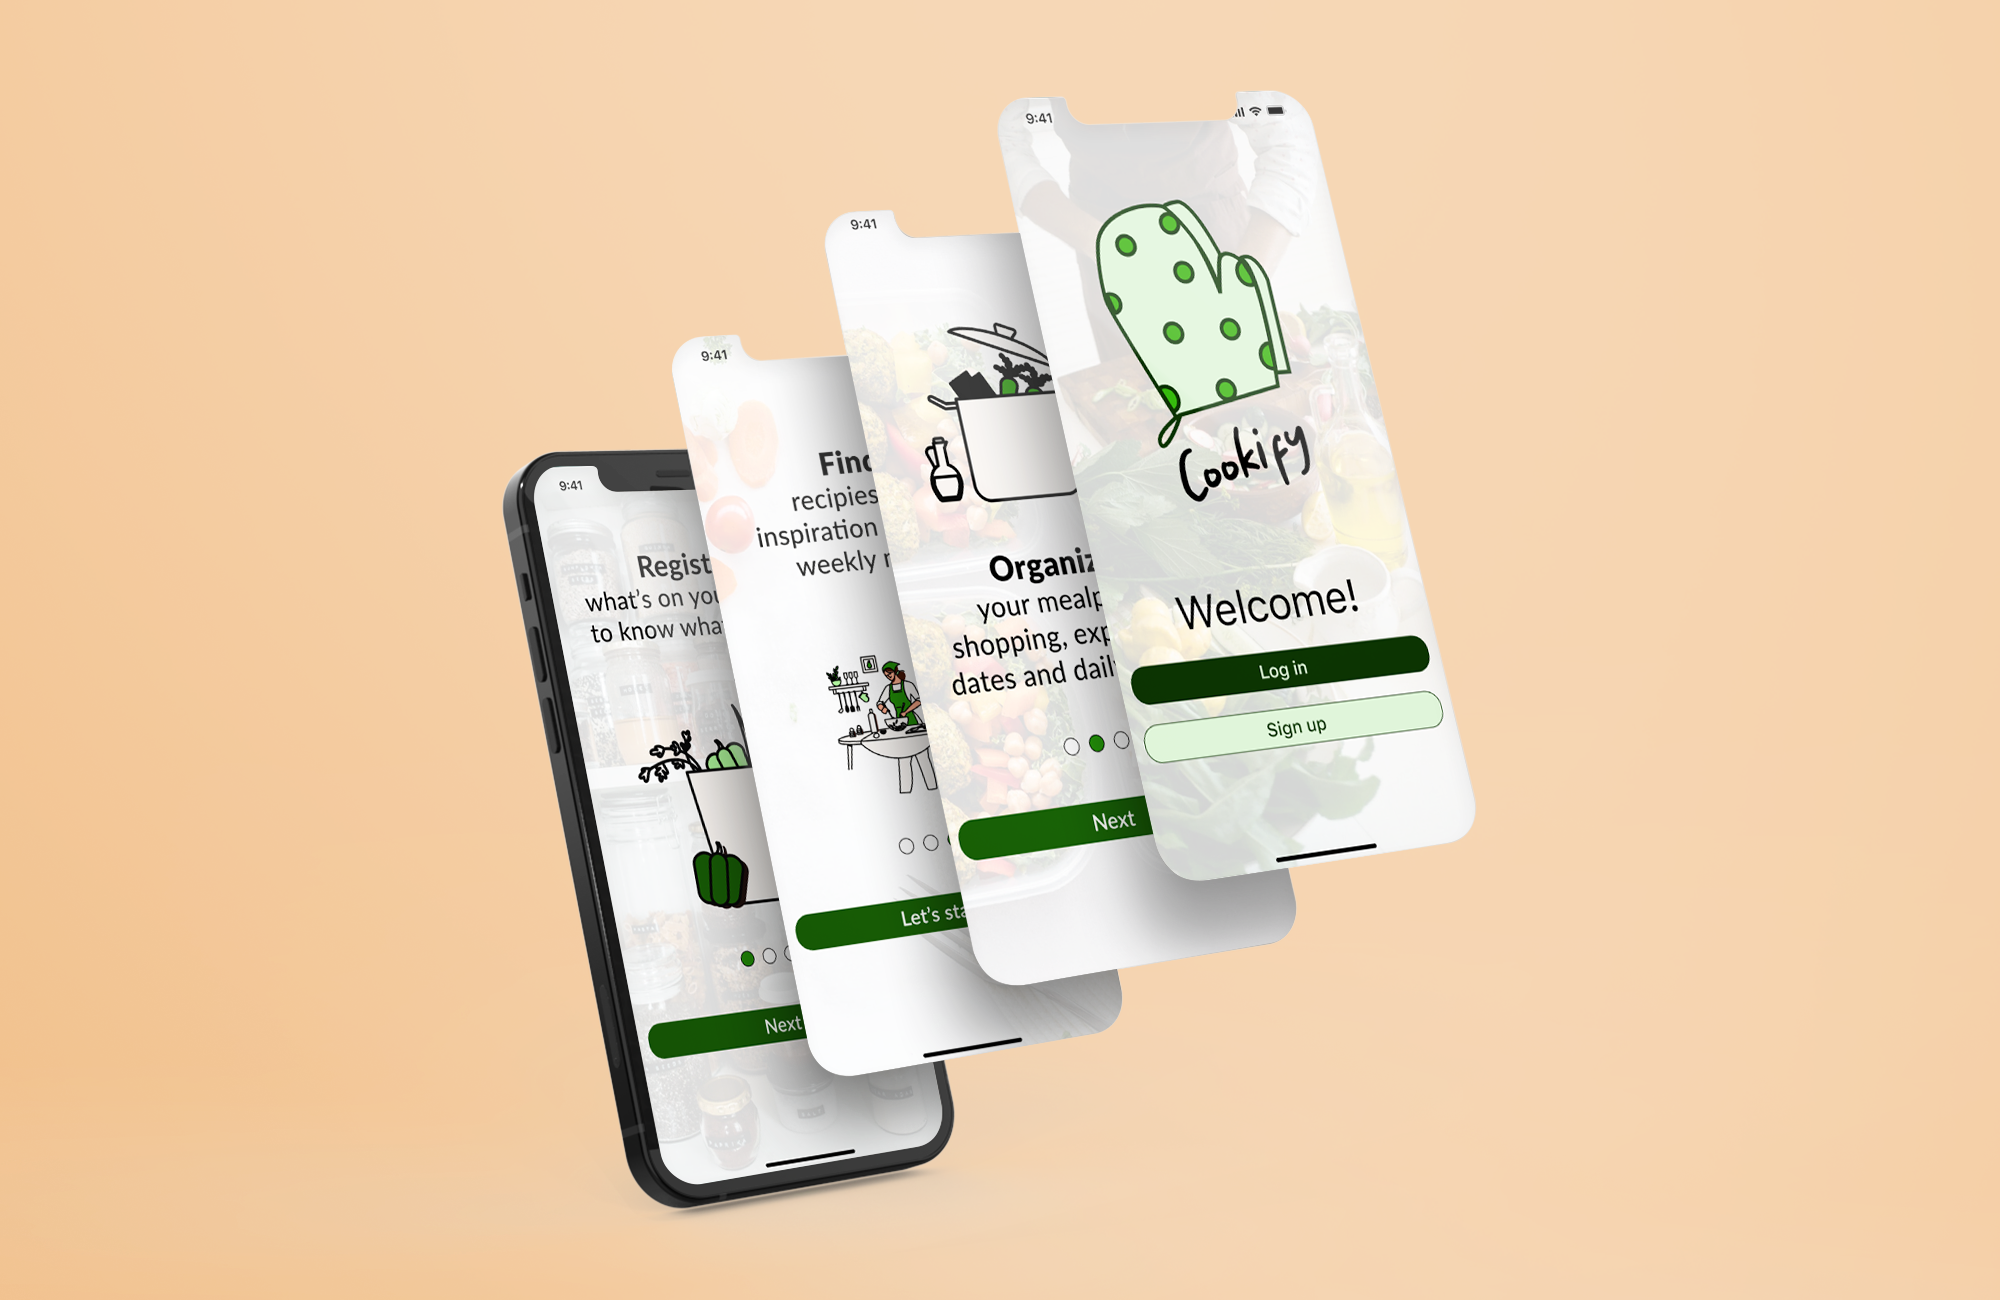 9:41
Cookify
Welcome!
Log in
Sign up
9:41
Organiz
your mealp
shopping, exp
dates and dail
Next
9:41
Find
recipies
inspiration
weekly
Let's sta
9:41
Regist
what's on you
to know wha
Next